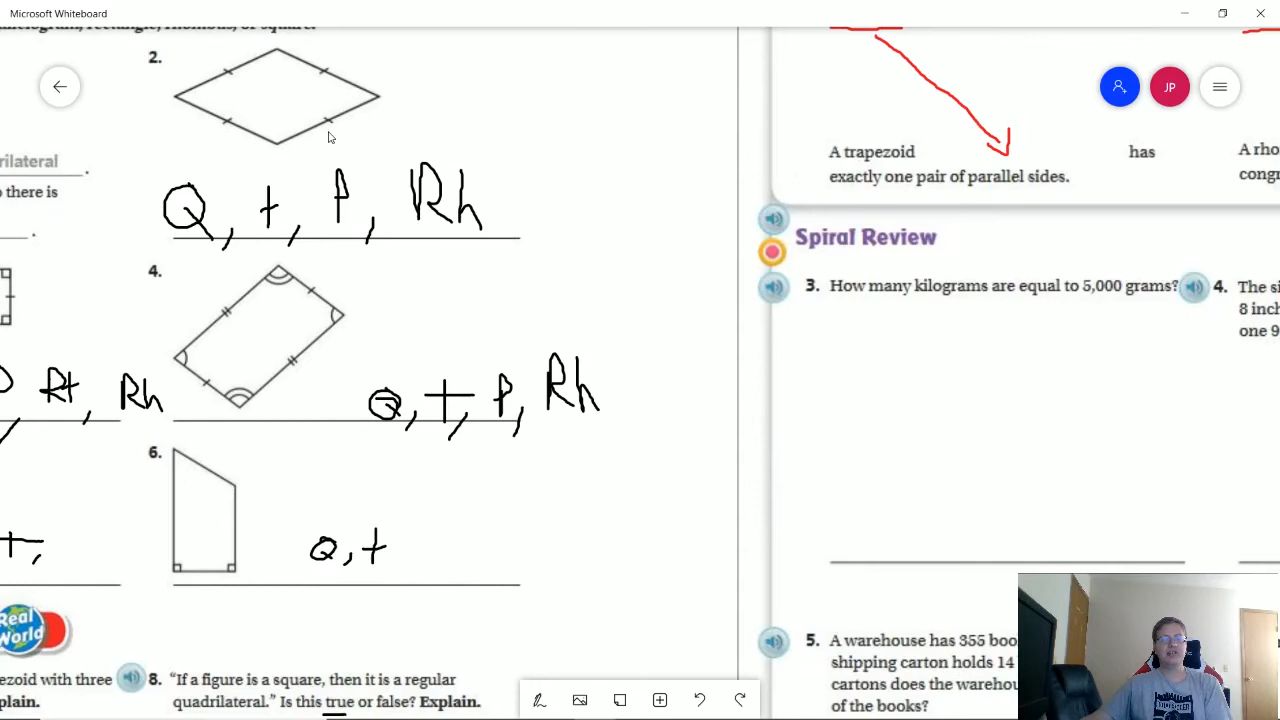 Microsoft Whiteboard
rectangle, rhombus, or square.
2.
rilateral
there is
Q, t, P, Rh
4.
P Rt, Rh
Q, t, P, Rh
6.
t,
Q, t
Real World
ezoid with three
plain.
8. "If a figure is a square, then it is a regular
quadrilateral." Is this true or false? Explain.
JP
A trapezoid has
exactly one pair of parallel sides.
A rho
congr
Spiral Review
3. How many kilograms are equal to 5,000 grams?
4. The si
8 inch
one 9
5. A warehouse has 355 boo
shipping carton holds 14
cartons does the warehou
of the books?